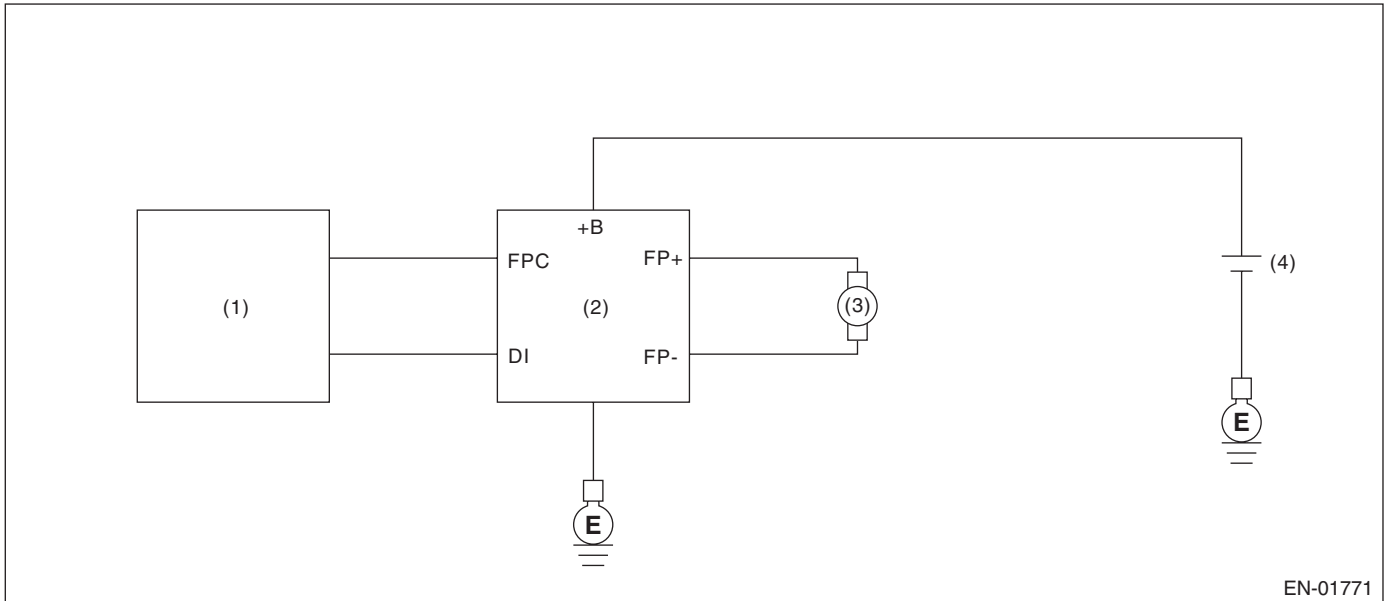 +B
FPC
FP+
(1)
(2)
(3)
(4)
DI
FP-
E
E
EN-01771